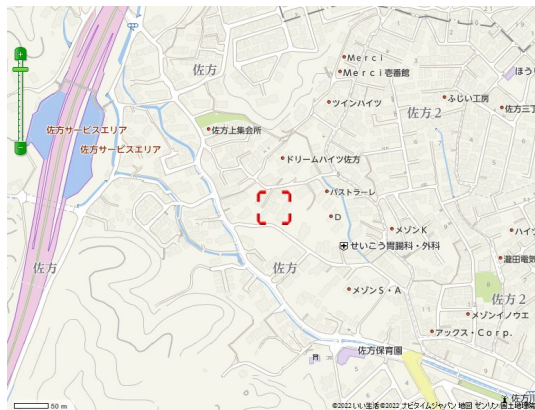 佐方
Merci
Merci壱番館
ほうり
ツインハイツ
ふじい工房
佐方2
佐方三丁
佐方サービスエリア
佐方上集会所
佐方サービスエリア
ドリームハイツ佐方
パストラーレ
D
メゾンK
ハイツ
せいこう胃腸科・外科
瀧田電気
佐方
佐方
メゾンS・A
佐方2
メゾンイノウエ
アックス・Corp.
佐方保育園
佐方川
50 m
©2022 いい生活©2022 ナビタイムジャパン 地図 ゼンリン 国土地理院